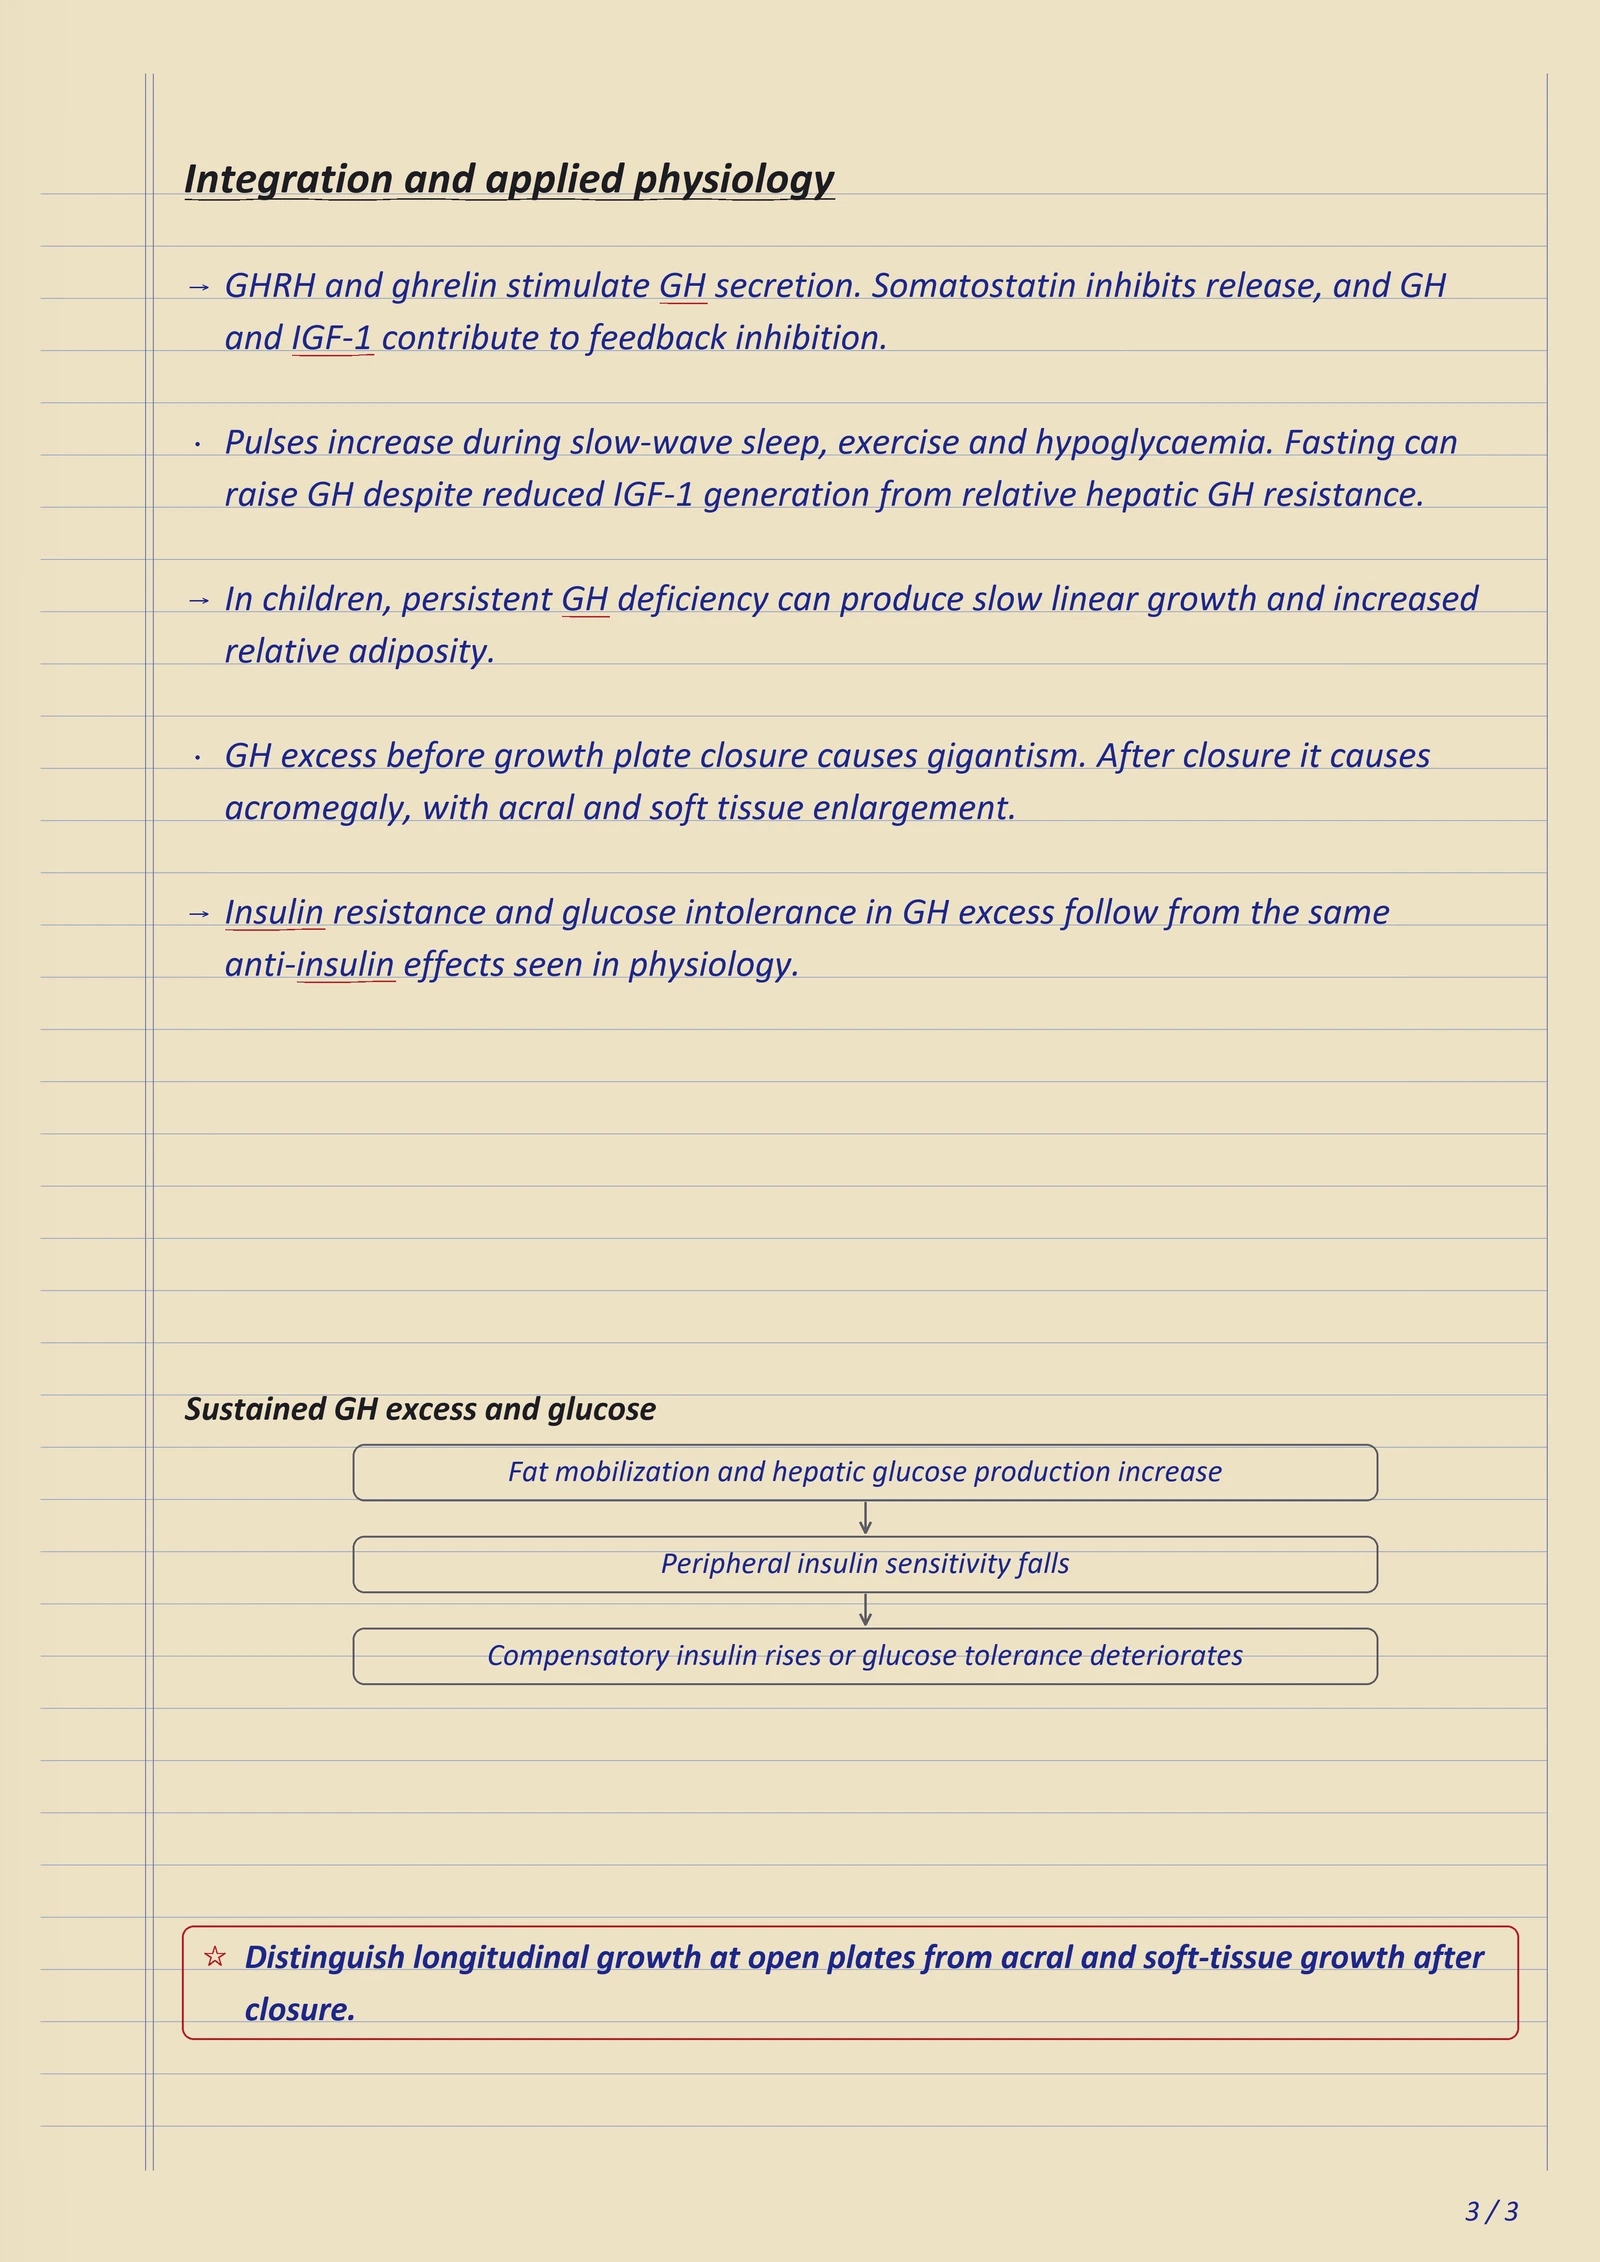 Integration and applied physiology
→ GHRH and ghrelin stimulate GH secretion. Somatostatin inhibits release, and GH
and IGF-1 contribute to feedback inhibition.
· Pulses increase during slow-wave sleep, exercise and hypoglycaemia. Fasting can
raise GH despite reduced IGF-1 generation from relative hepatic GH resistance.
→ In children, persistent GH deficiency can produce slow linear growth and increased
relative adiposity.
· GH excess before growth plate closure causes gigantism. After closure it causes
acromegaly, with acral and soft tissue enlargement.
→ Insulin resistance and glucose intolerance in GH excess follow from the same
anti-insulin effects seen in physiology.
Sustained GH excess and glucose
Fat mobilization and hepatic glucose production increase
Peripheral insulin sensitivity falls
Compensatory insulin rises or glucose tolerance deteriorates
☆ Distinguish longitudinal growth at open plates from acral and soft-tissue growth after
closure.
3 / 3